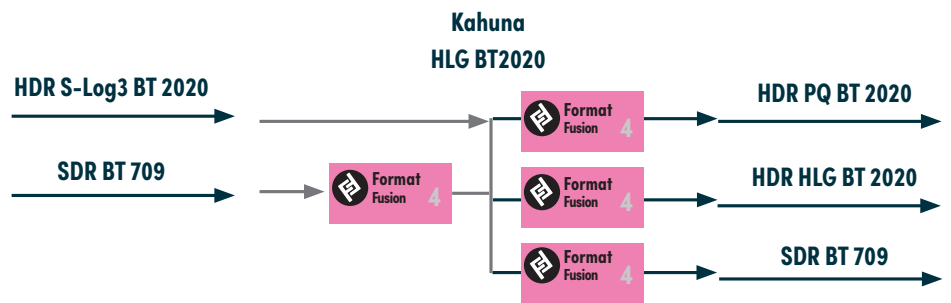 Kahuna
HLG BT2020
HDR S-Log3 BT 2020
SDR BT 709
Format
Fusion 4
Format
Fusion 4
HDR PQ BT 2020
Format
Fusion 4
HDR HLG BT 2020
Format
Fusion 4
SDR BT 709